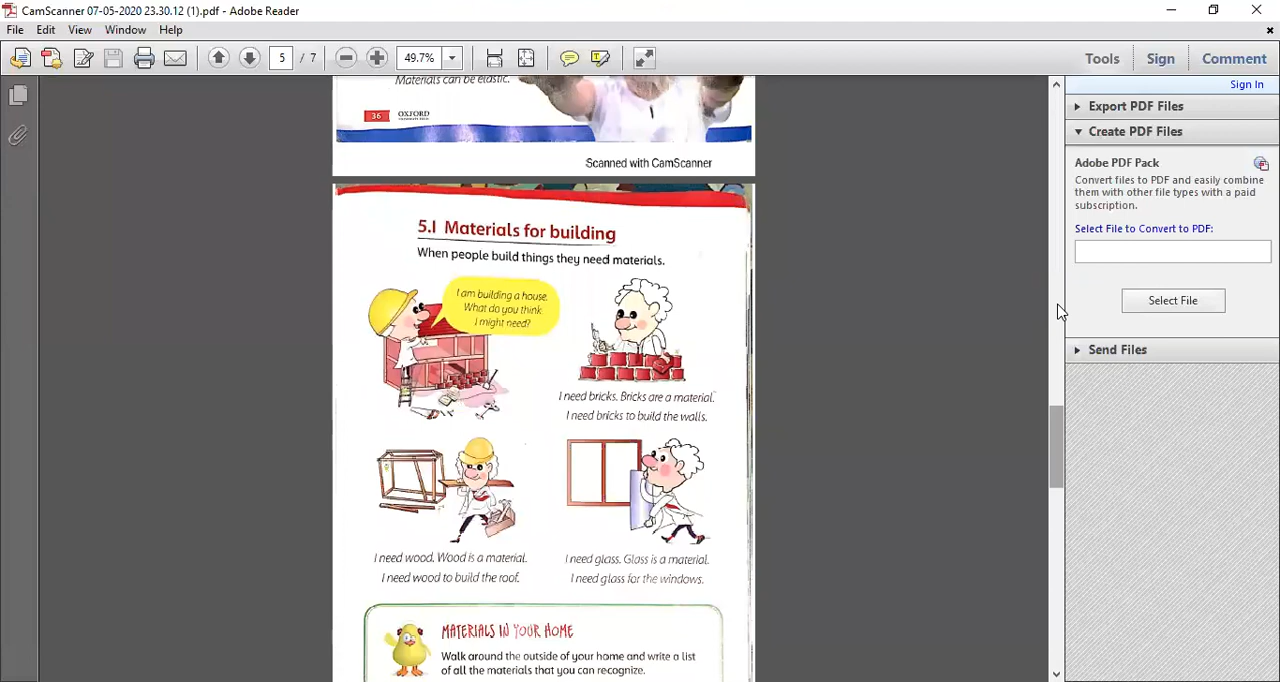 CamScanner 07-05-2020 23.30.12 (1).pdf - Adobe Reader
File Edit View Window Help
5 / 7 49.7% Tools Sign Comment
Sign In
Export PDF Files
Create PDF Files
Adobe PDF Pack
Convert files to PDF and easily combine
them with other file types with a paid
subscription.
Select File to Convert to PDF:
Select File
Send Files
Materials can be elastic.
36 OXFORD
UNIVERSITY PRESS
Scanned with CamScanner
5.1 Materials for building
When people build things they need materials.
I am building a house.
What do you think
I might need?
I need bricks. Bricks are a material.
I need bricks to build the walls.
I need wood. Wood is a material.
I need wood to build the roof.
I need glass. Glass is a material.
I need glass for the windows.
MATERIALS IN YOUR HOME
Walk around the outside of your home and write a list
of all the materials that you can recognize.